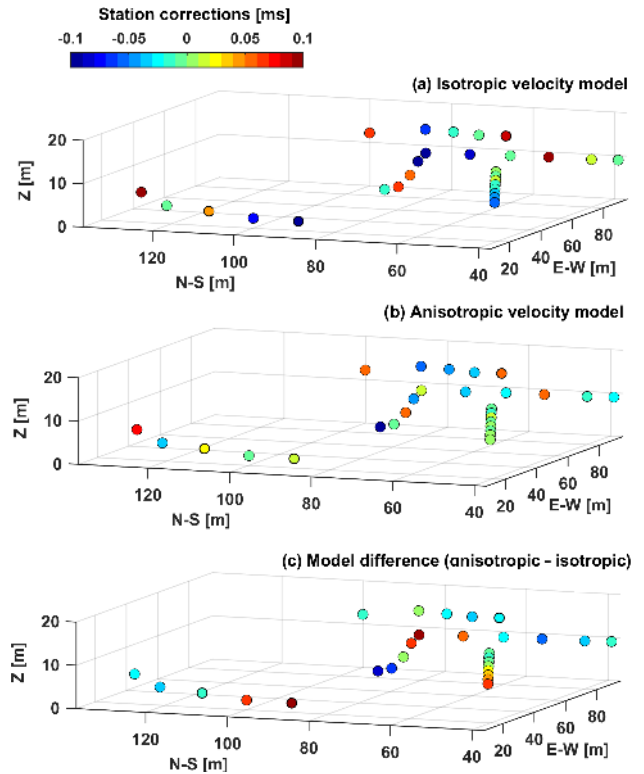 Station corrections [ms]
-0.1 -0.05 0 0.05 0.1
(a) Isotropic velocity model
20
10
0
Z [m]
120 100 80 60 40
N-S [m]
20 40 60 80
E-W [m]
(b) Anisotropic velocity model
20
10
0
Z [m]
120 100 80 60 40
N-S [m]
20 40 60 80
E-W [m]
(c) Model difference (anisotropic - isotropic)
20
10
0
Z [m]
120 100 80 60 40
N-S [m]
20 40 60 80
E-W [m]